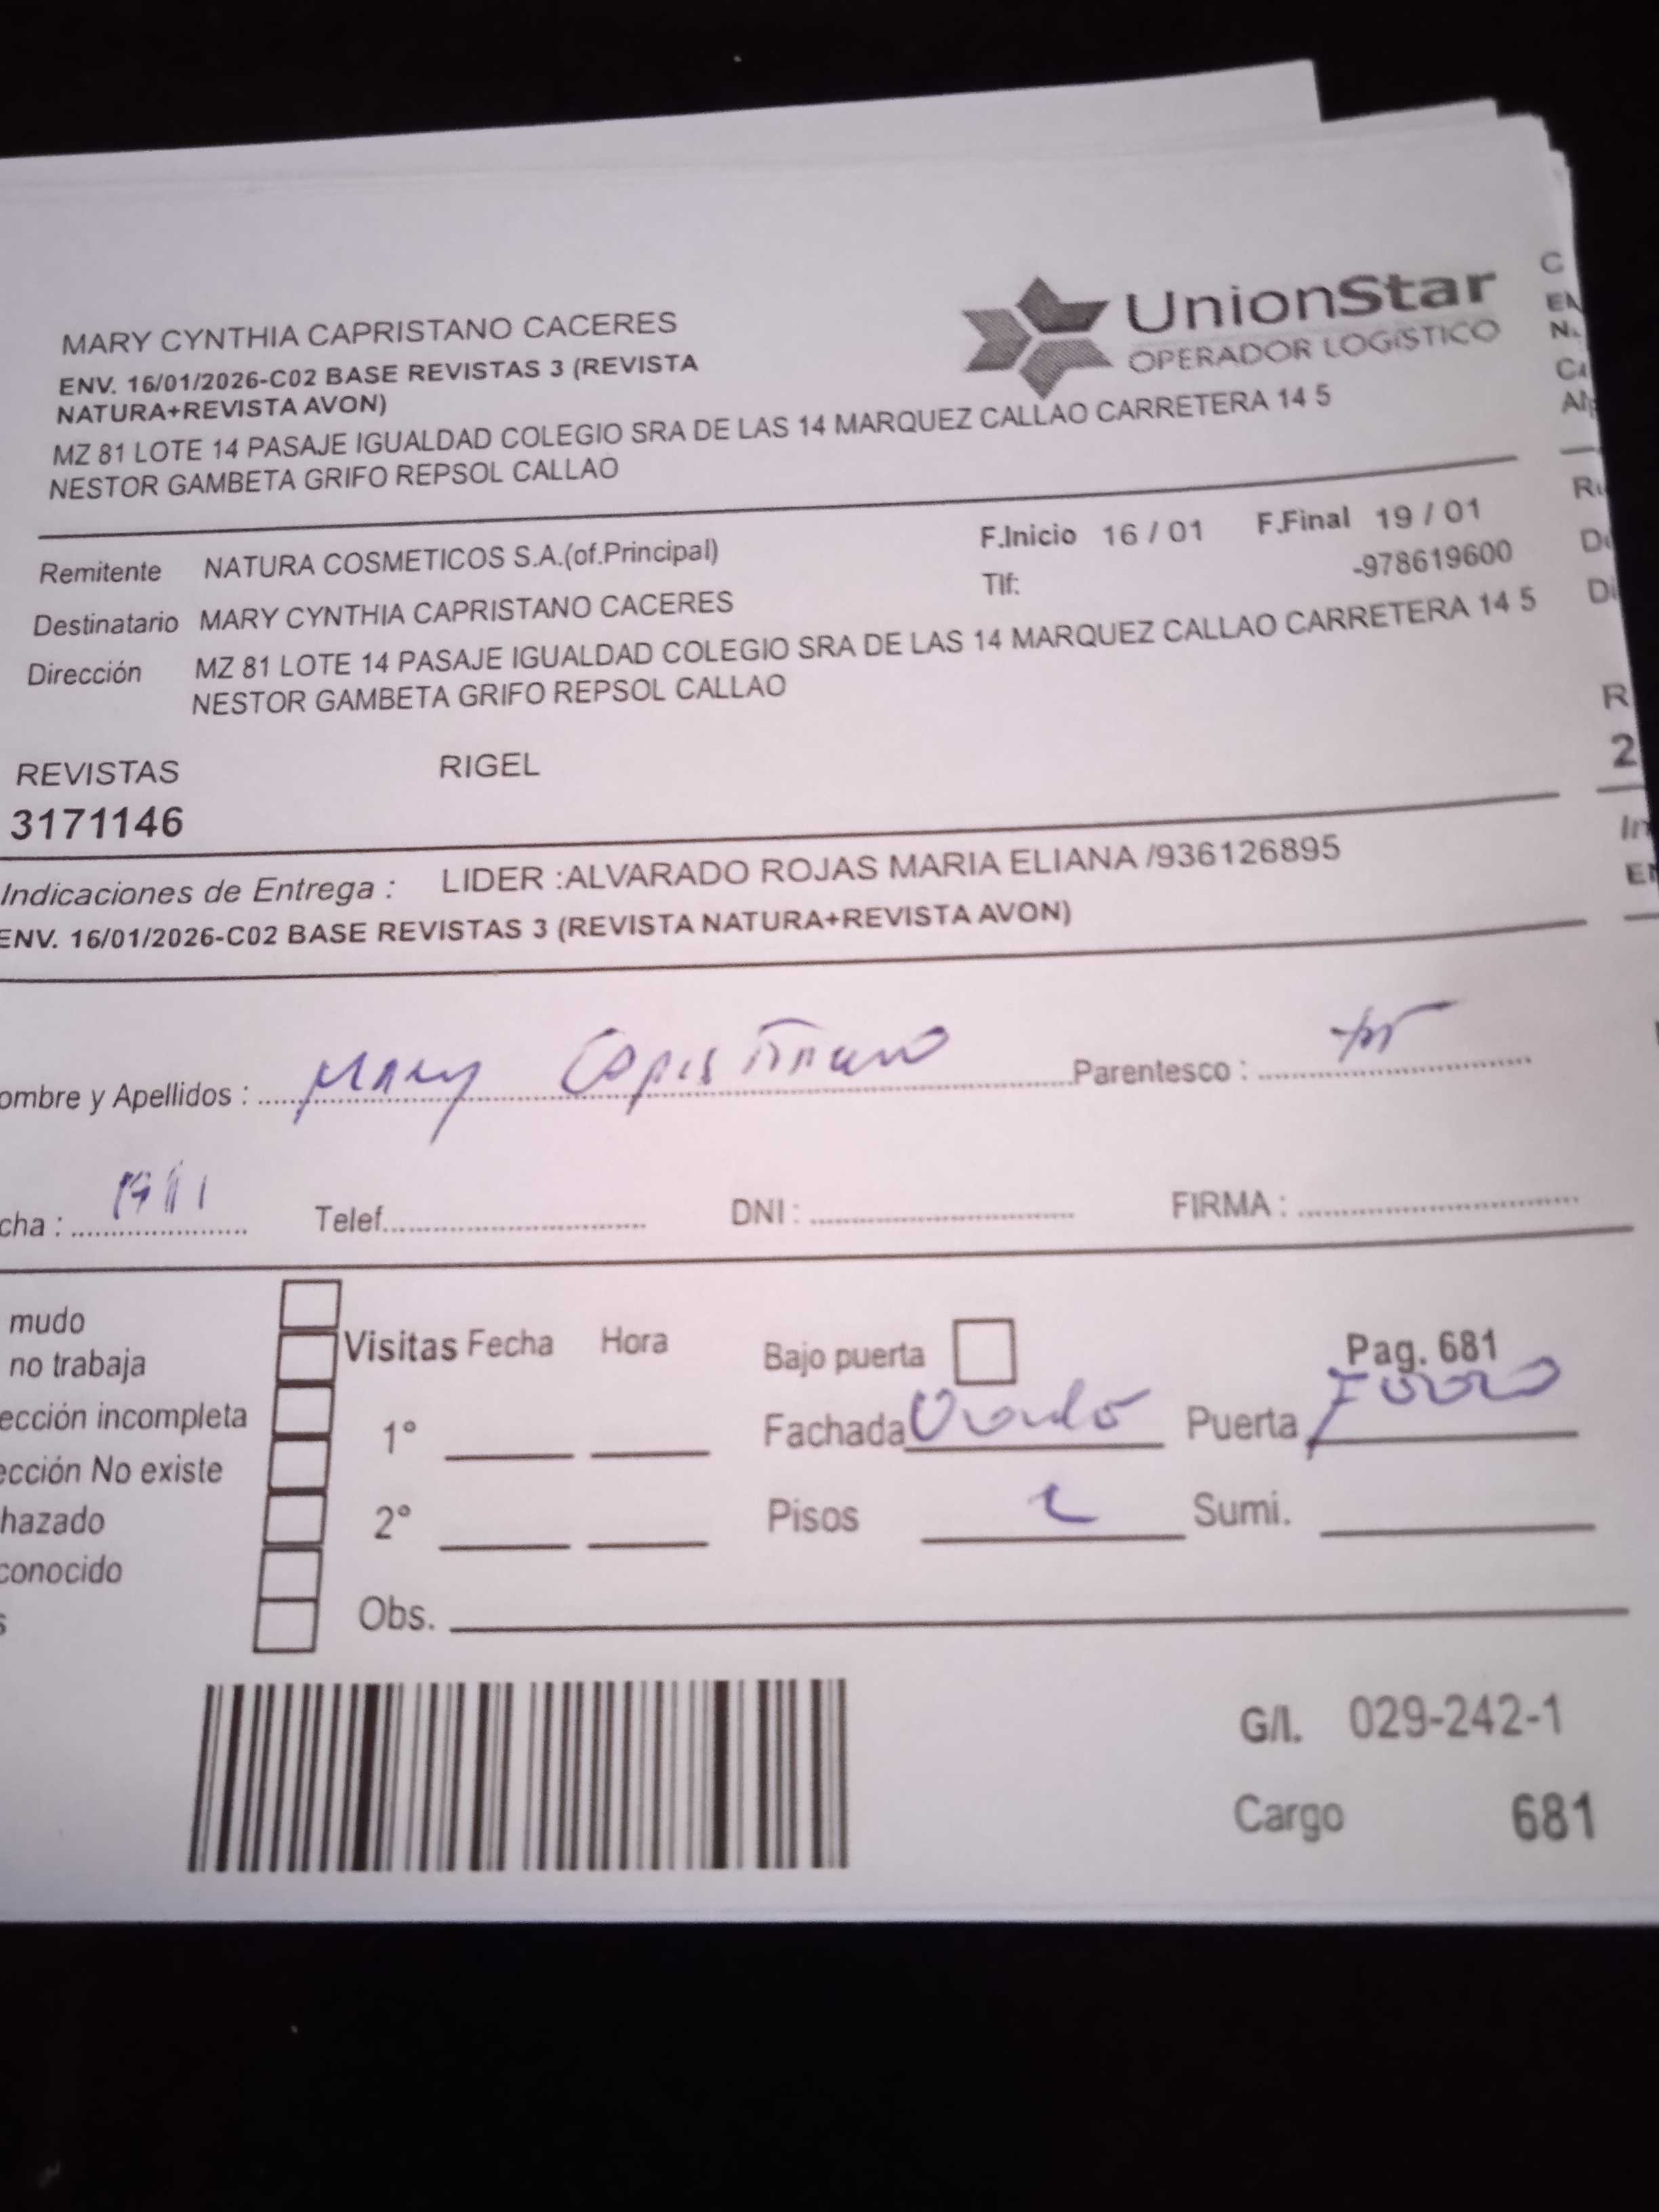 MARY CYNTHIA CAPRISTANO CACERES
ENV. 16/01/2026-C02 BASE REVISTAS 3 (REVISTA
NATURA+REVISTA AVON)
MZ 81 LOTE 14 PASAJE IGUALDAD COLEGIO SRA DE LAS 14 MARQUEZ CALLAO CARRETERA 14 5
NESTOR GAMBETA GRIFO REPSOL CALLAO
UnionStar
OPERADOR LOGíSTICO
Remitente NATURA COSMETICOS S.A.(of.Principal) F.Inicio 16 / 01 F.Final 19 / 01
Tlf: -978619600
Destinatario MARY CYNTHIA CAPRISTANO CACERES
Dirección MZ 81 LOTE 14 PASAJE IGUALDAD COLEGIO SRA DE LAS 14 MARQUEZ CALLAO CARRETERA 14 5
NESTOR GAMBETA GRIFO REPSOL CALLAO
REVISTAS RIGEL
3171146
Indicaciones de Entrega : LIDER :ALVARADO ROJAS MARIA ELIANA /936126895
ENV. 16/01/2026-C02 BASE REVISTAS 3 (REVISTA NATURA+REVISTA AVON)
ombre y Apellidos : Mary Parentesco :
cha : Telef. DNI : FIRMA :
mudo
no trabaja Visitas Fecha Hora Bajo puerta Pag. 681
ección incompleta 1° Fachada Puerta
ección No existe
hazado 2° Pisos Sumi.
conocido
s Obs.
G/I. 029-242-1
Cargo 681